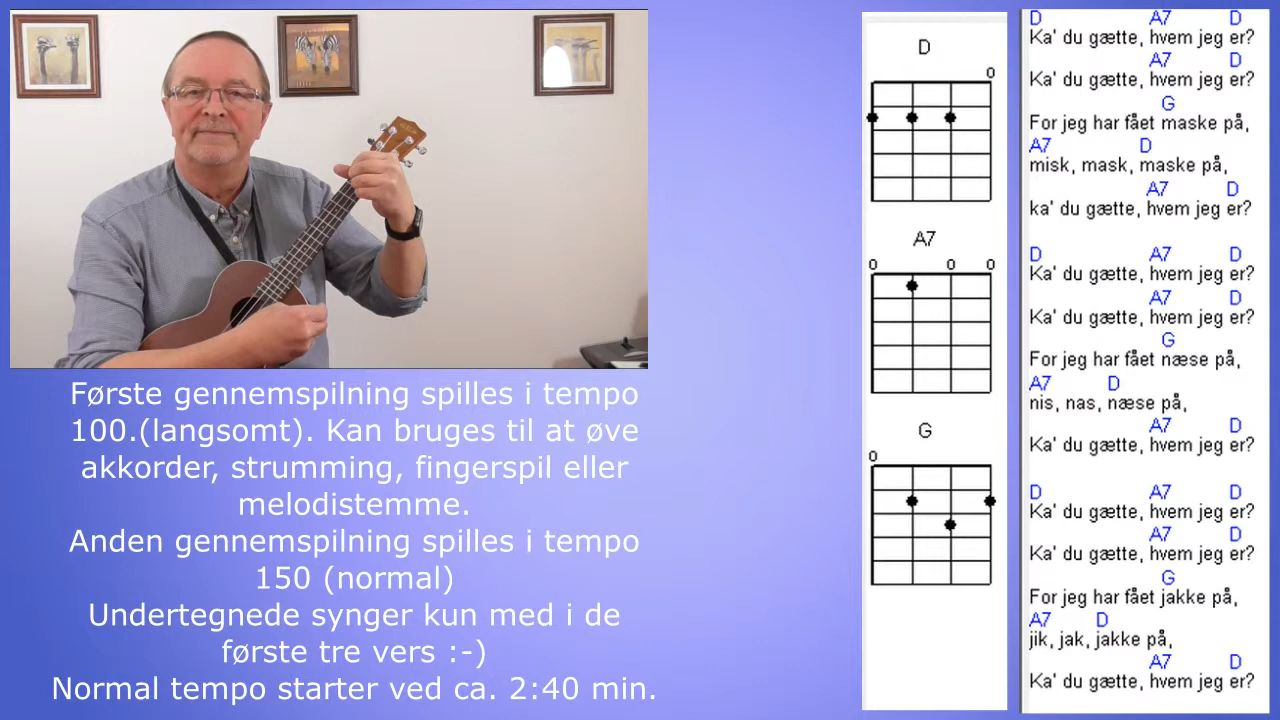 Første gennemspilning spilles i tempo
100.(langsomt). Kan bruges til at øve
akkorder, strumming, fingerspil eller
melodistemme.
Anden gennemspilning spilles i tempo
150 (normal)
Undertegnede synger kun med i de
første tre vers :-)
Normal tempo starter ved ca. 2:40 min.
D
o
A7
o o o
G
o
D A7 D
Ka' du gætte, hvem jeg er?
A7 D
Ka' du gætte, hvem jeg er?
G
For jeg har fået maske på,
A7 D
misk, mask, maske på,
A7 D
ka' du gætte, hvem jeg er?
D A7 D
Ka' du gætte, hvem jeg er?
A7 D
Ka' du gætte, hvem jeg er?
G
For jeg har fået næse på,
A7 D
nis, nas, næse på,
A7 D
Ka' du gætte, hvem jeg er?
D A7 D
Ka' du gætte, hvem jeg er?
A7 D
Ka' du gætte, hvem jeg er?
G
For jeg har fået jakke på,
A7 D
jik, jak, jakke på,
A7 D
Ka' du gætte, hvem jeg er?